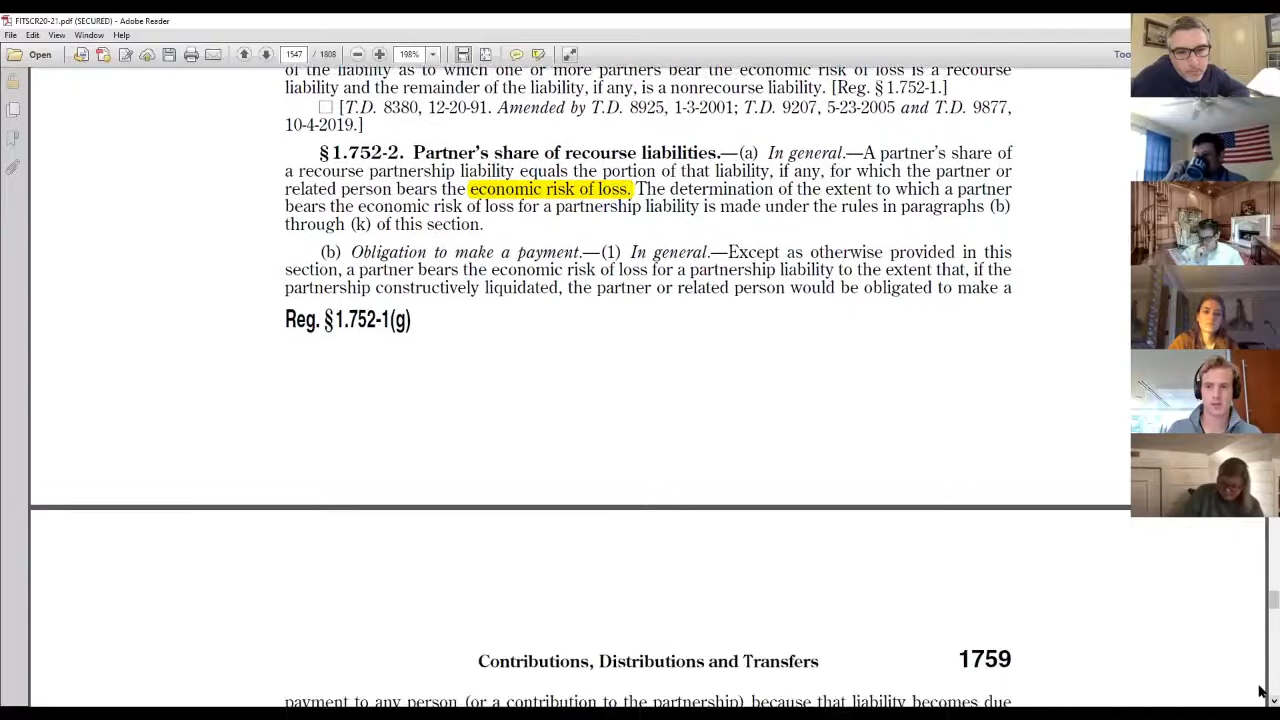 FITSCR20-21.pdf (SECURED) - Adobe Reader
File Edit View Window Help
Open 1547 / 1808 198% Too
of the liability as to which one or more partners bear the economic risk of loss is a recourse
liability and the remainder of the liability, if any, is a nonrecourse liability. [Reg. § 1.752-1.]
☐ [T.D. 8380, 12-20-91. Amended by T.D. 8925, 1-3-2001; T.D. 9207, 5-23-2005 and T.D. 9877,
10-4-2019.]
§ 1.752-2. Partner's share of recourse liabilities.—(a) In general.—A partner's share of
a recourse partnership liability equals the portion of that liability, if any, for which the partner or
related person bears the economic risk of loss. The determination of the extent to which a partner
bears the economic risk of loss for a partnership liability is made under the rules in paragraphs (b)
through (k) of this section.
(b) Obligation to make a payment.—(1) In general.—Except as otherwise provided in this
section, a partner bears the economic risk of loss for a partnership liability to the extent that, if the
partnership constructively liquidated, the partner or related person would be obligated to make a
Reg. § 1.752-1(g)
Contributions, Distributions and Transfers 1759
payment to any person (or a contribution to the partnership) because that liability becomes due